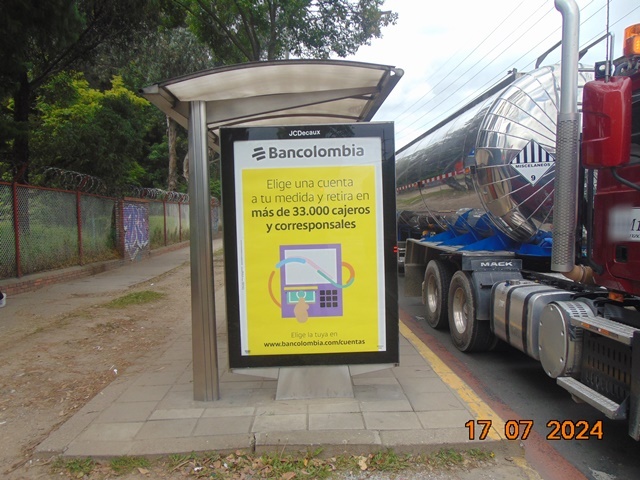 JCDecaux
Bancolombia
Elige una cuenta
a tu medida y retira en
más de 33.000 cajeros
y corresponsales
Elige la tuya en
www.bancolombia.com/cuentas
MISCELANEOS
9
MACK
17 07 2024